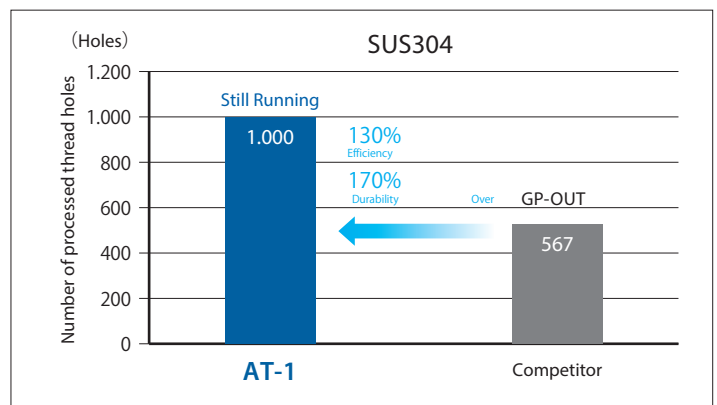 (Holes)
SUS304
Number of processed thread holes
1.200
1.000
800
600
400
200
0
Still Running
1.000
130%
Efficiency
170%
Durability
Over
GP-OUT
567
AT-1
Competitor